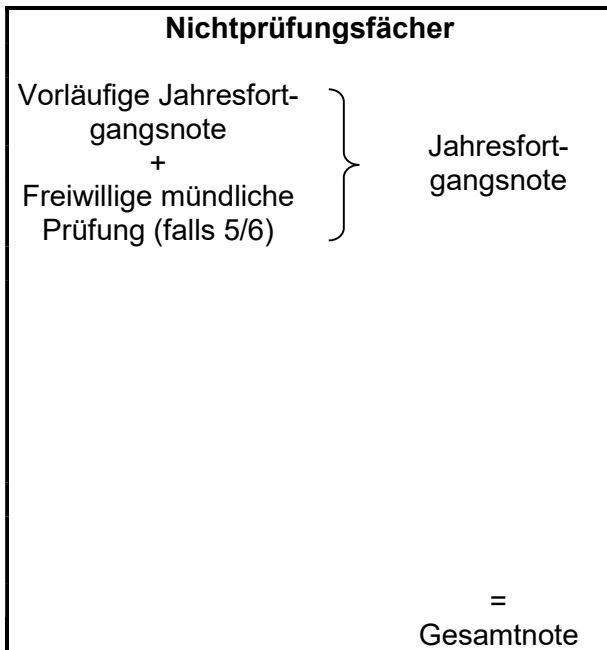 Nichtprüfungsfächer
Vorläufige Jahresfort-
gangsnote
+
Freiwillige mündliche
Prüfung (falls 5/6)
Jahresfort-
gangsnote
=
Gesamtnote